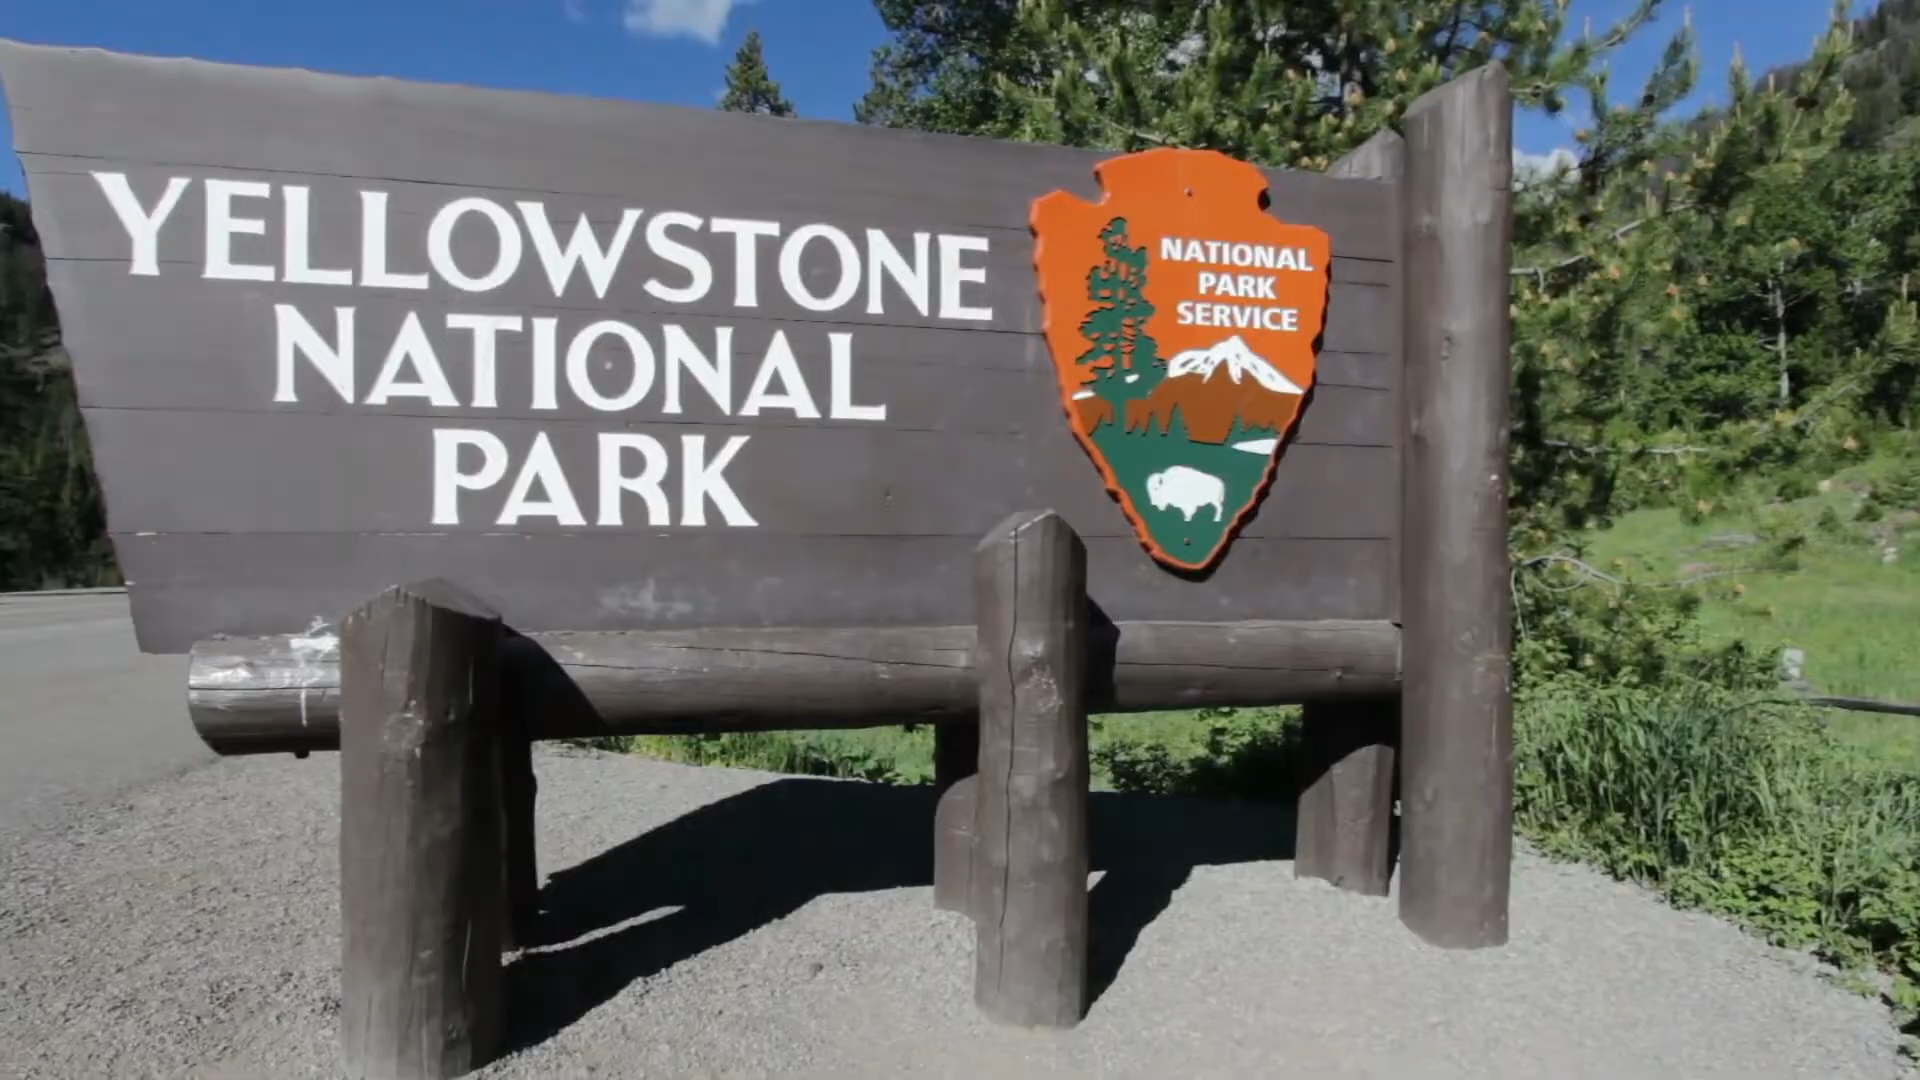 YELLOWSTONE
NATIONAL
PARK
NATIONAL
PARK
SERVICE